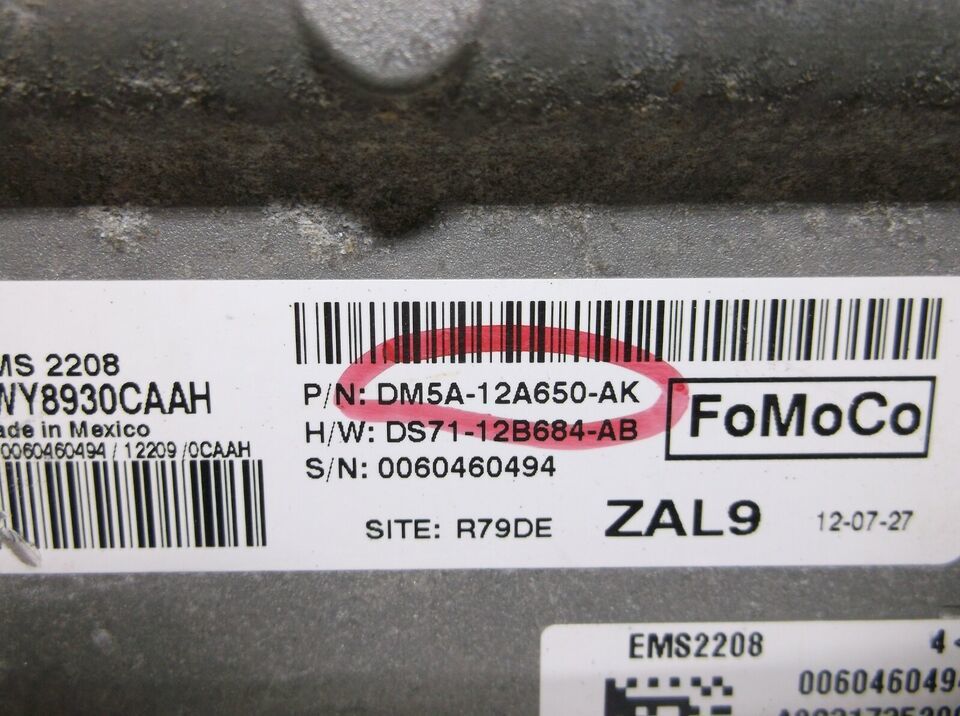 MS 2208
WY8930CAAH
ade in Mexico
0060460494 / 12209 /0CAAH
P/N: DM5A-12A650-AK
H/W: DS71-12B684-AB
S/N: 0060460494
FoMoCo
SITE: R79DE
ZAL9
12-07-27
EMS2208
4
006046049